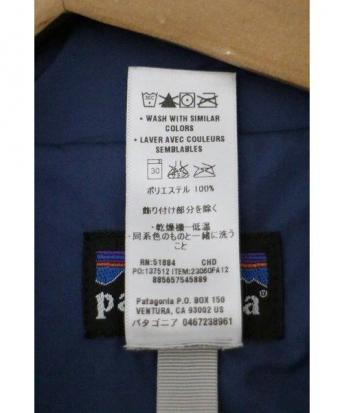 • WASH WITH SIMILAR
COLORS
• LAVER AVEC COULEURS
SEMBLABLES
30
ポリエステル 100%
飾り付け部分を除く
・乾燥機ー低温
・同系色のものと一緒に洗う
こと
RN:51884 CHD
PO:137512 ITEM:23060FA12
885657545889
Patagonia P.O. BOX 150
VENTURA, CA 93002 US
パタゴニア 0467238961